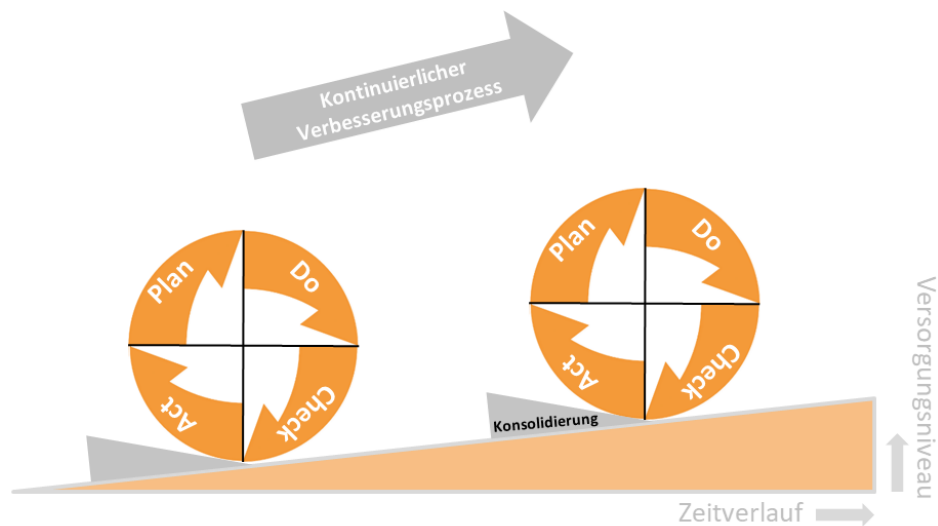 Kontinuierlicher
Verbesserungsprozess
Plan
Do
Check
Act
Plan
Do
Check
Act
Konsolidierung
Versorgungsniveau
Zeitverlauf